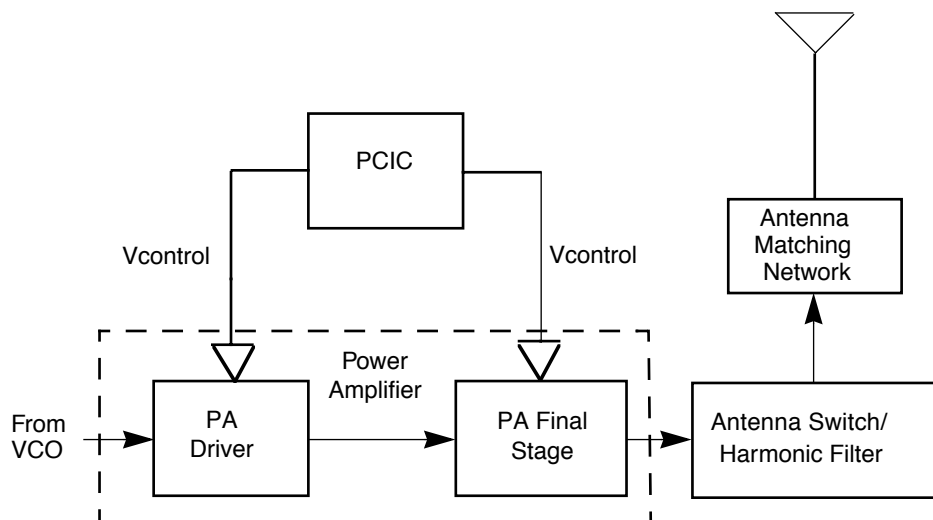 PCIC
Antenna
Matching
Network
Vcontrol
Vcontrol
Power
Amplifier
From
VCO
PA
Driver
PA Final
Stage
Antenna Switch/
Harmonic Filter